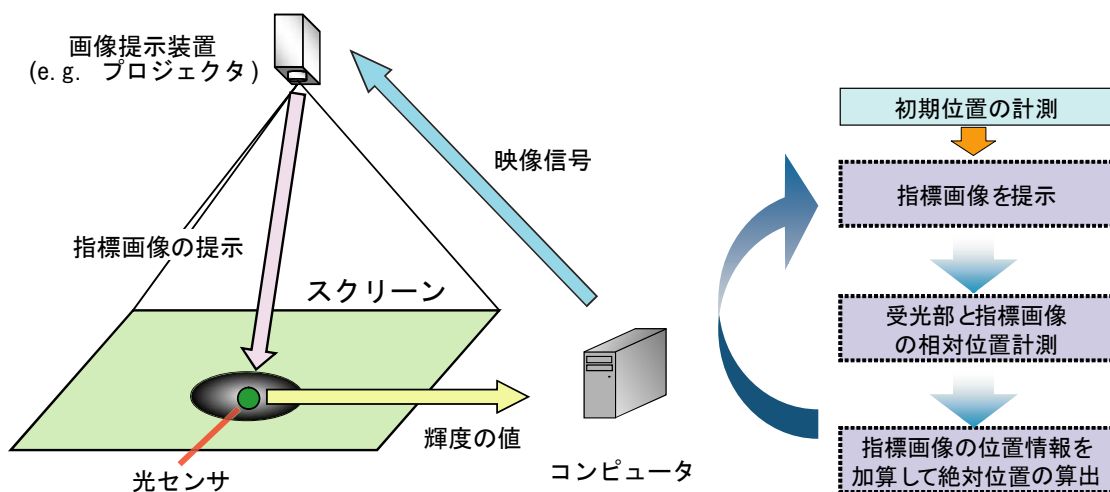 画像提示装置
(e.g. プロジェクタ)
映像信号
指標画像の提示
スクリーン
輝度の値
光センサ
コンピュータ
初期位置の計測
指標画像を提示
受光部と指標画像
の相対位置計測
指標画像の位置情報を
加算して絶対位置の算出